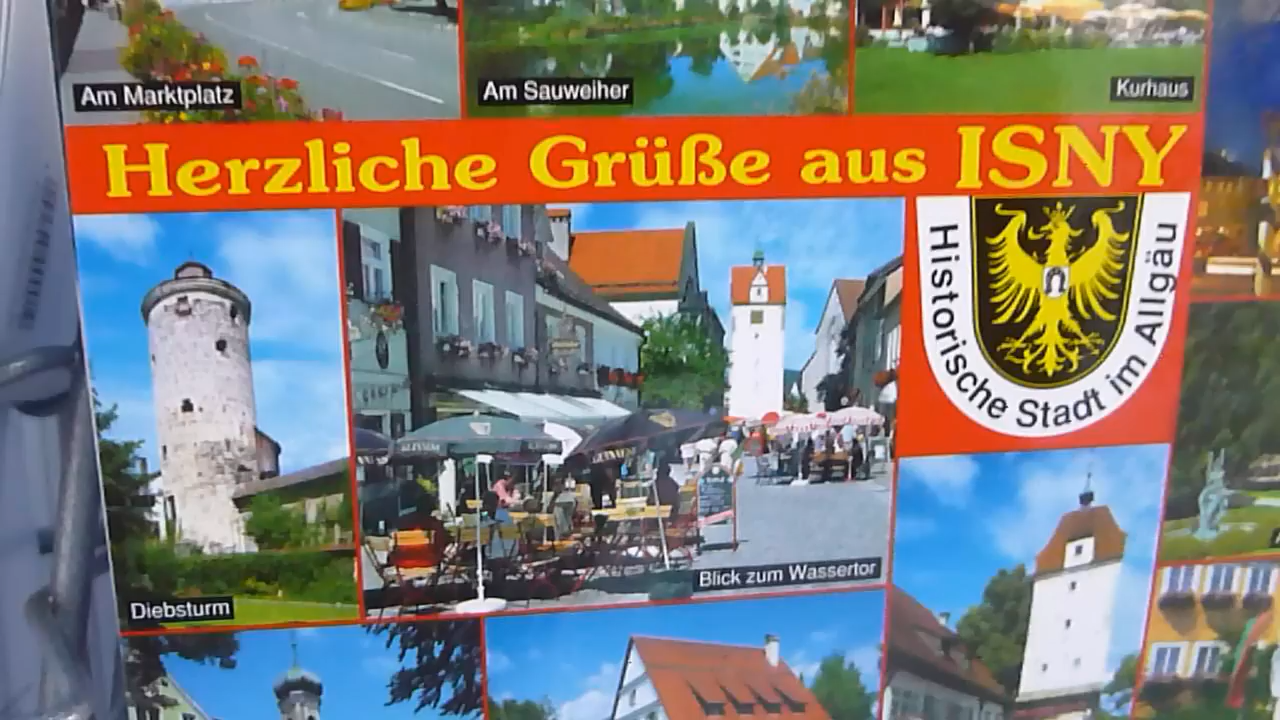 Am Marktplatz
Am Sauweiher
Kurhaus
Herzliche Grüße aus ISNY
Historische Stadt im Allgäu
Diebsturm
Blick zum Wassertor